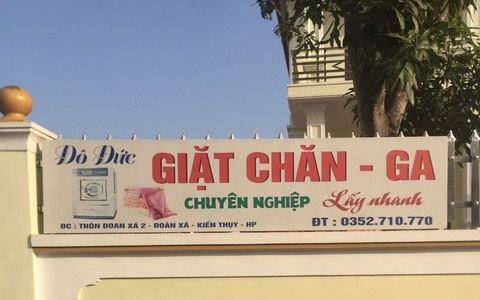 Đô Đức
GIẶT CHĂN - GA
CHUYÊN NGHIỆP Lấy nhanh
ĐC : THÔN ĐOAN XÁ 2 - ĐOÀN XÁ - KIẾN THỤY - HP
ĐT : 0352.710.770